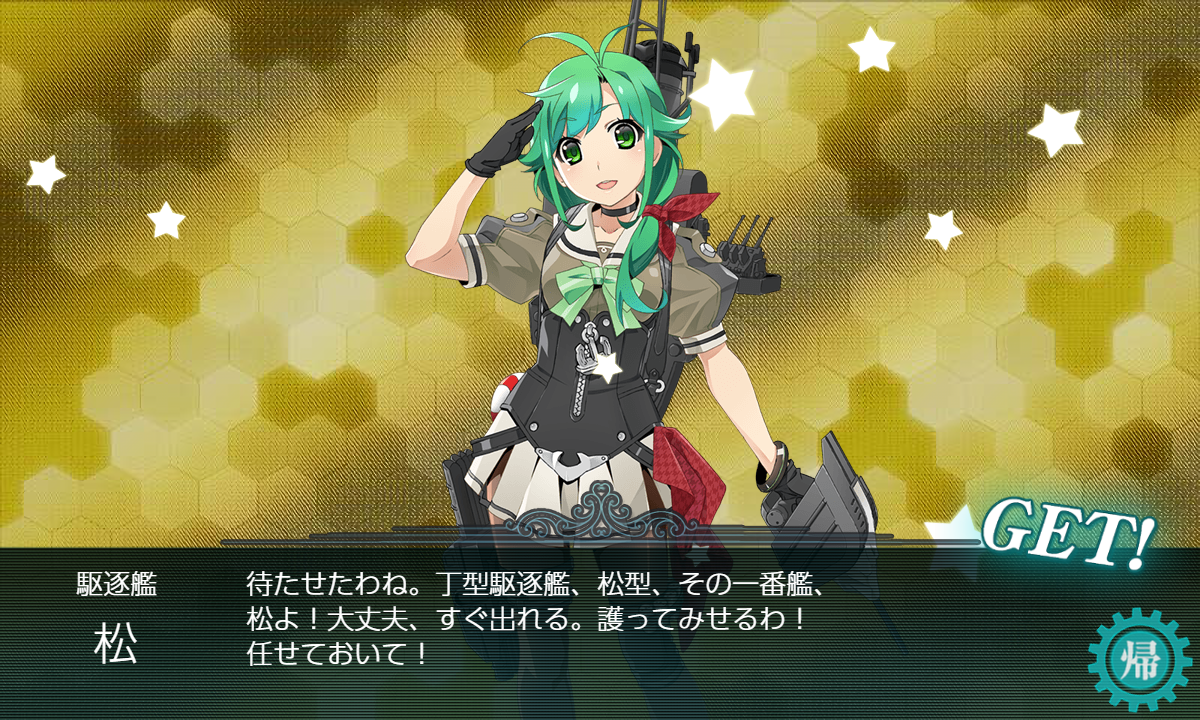 GET!
駆逐艦
松
待たせたわね。丁型駆逐艦、松型、その一番艦、
松よ！大丈夫、すぐ出れる。護ってみせるわ！
任せておいて！
帰